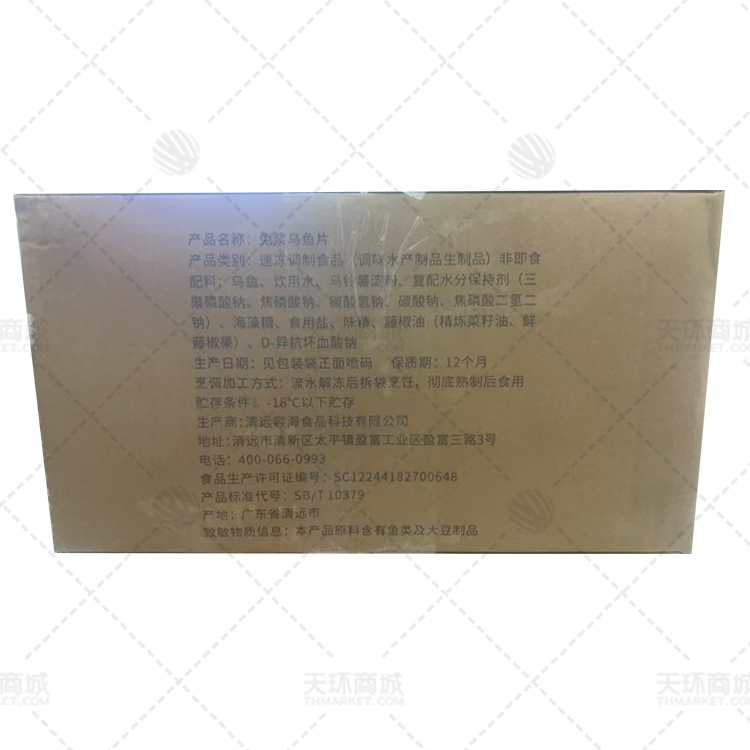 产品名称：免浆乌鱼片
产品类别：速冻调制食品（调味水产制品生制品）非即食
配料：乌鱼、饮用水、马铃薯淀粉、复配水分保持剂（三
聚磷酸钠、焦磷酸钠、碳酸氢钠、碳酸钠、焦磷酸二氢二
钠）、海藻糖、食用盐、味精、藤椒油（精炼菜籽油、鲜
藤椒果）、D-异抗坏血酸钠
生产日期：见包装袋正面喷码 保质期：12个月
烹调加工方式：流水解冻后拆袋烹饪，彻底熟制后食用
贮存条件：-18℃以下贮存
生产商：清远容海食品科技有限公司
地址：清远市清新区太平镇盈富工业区盈富三路3号
电话：400-066-0993
食品生产许可证编号：SC12244182700648
产品标准代号：SB/T 10379
产地：广东省清远市
致敏物质信息：本产品原料含有鱼类及大豆制品
天环商城
THMARKET.COM